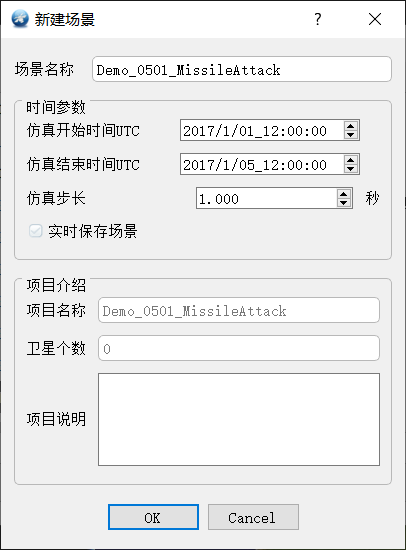 新建场景
场景名称 Demo_0501_MissileAttack
时间参数
仿真开始时间UTC 2017/1/01_12:00:00
仿真结束时间UTC 2017/1/05_12:00:00
仿真步长 1.000 秒
实时保存场景
项目介绍
项目名称 Demo_0501_MissileAttack
卫星个数 0
项目说明
OK Cancel